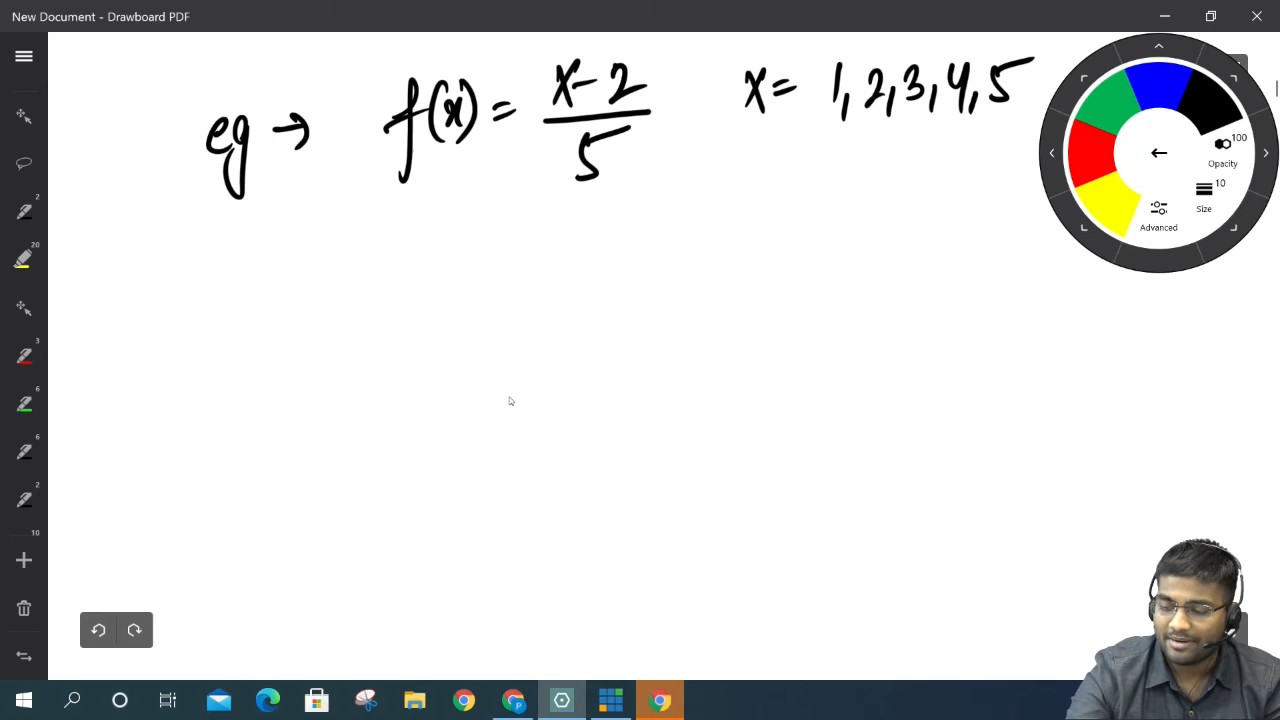 New Document - Drawboard PDF
eg → f(x) = \frac{x-2}{5} x = 1, 2, 3, 4, 5
100
Opacity
10
Size
Advanced
2
20
3
6
6
2
10
P